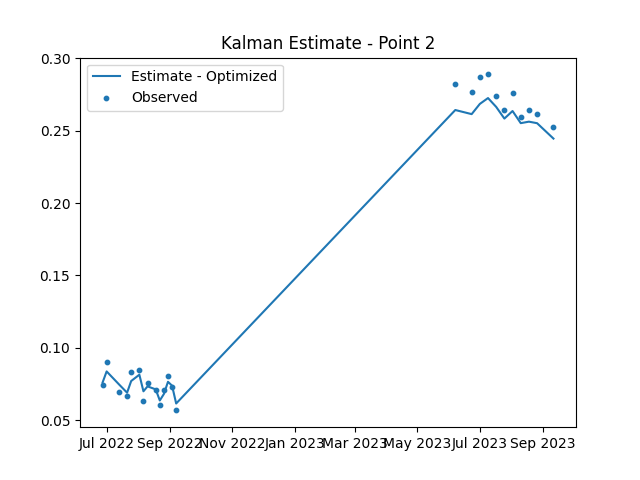 Kalman Estimate - Point 2
Estimate - Optimized
Observed
0.30
0.25
0.20
0.15
0.10
0.05
Jul 2022 Sep 2022 Nov 2022 Jan 2023 Mar 2023 May 2023 Jul 2023 Sep 2023